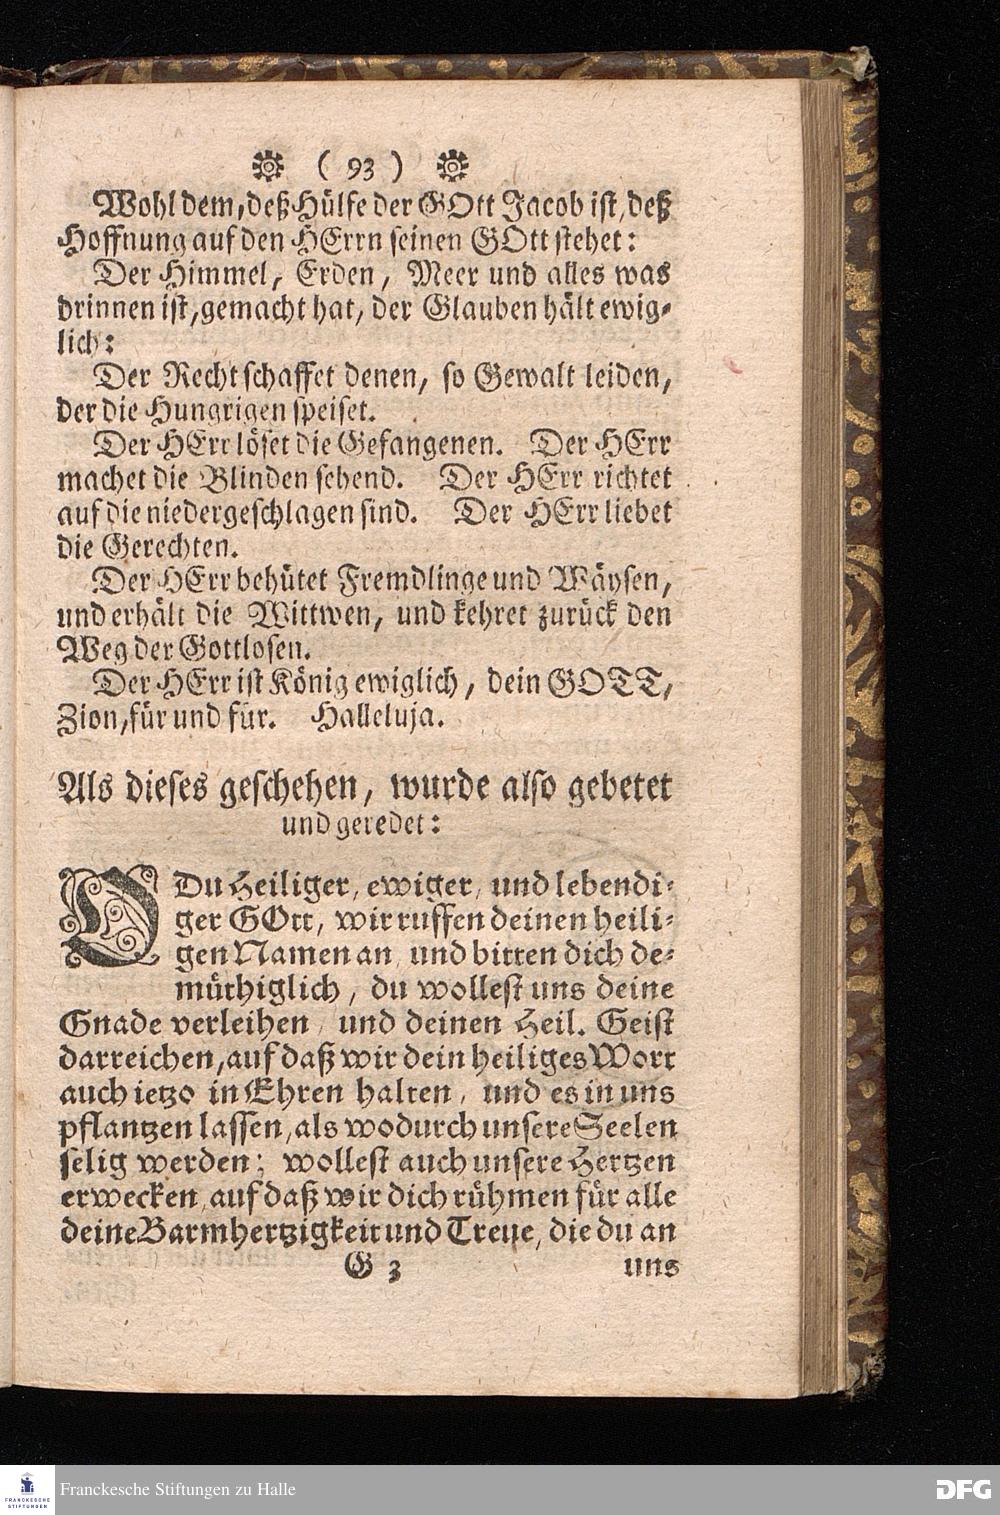 ( 93 )
Wohl dem, deß Hülfe der GOtt Jacob ist, deß
Hoffnung auf den HErrn seinen GOtt stehet:
Der Himmel, Erden, Meer und alles was
drinnen ist, gemacht hat, der Glauben hält ewig-
lich:
Der Recht schaffet denen, so Gewalt leiden,
der die Hungrigen speiset.
Der HErr löset die Gefangenen. Der HErr
machet die Blinden sehend. Der HErr richtet
auf die niedergeschlagen sind. Der HErr liebet
die Gerechten.
Der HErr behütet Fremdlinge und Wäysen,
und erhält die Wittwen, und kehret zurück den
Weg der Gottlosen.
Der HErr ist König ewiglich, dein GOTT,
Zion, für und für. Halleluja.
Als dieses geschehen, wurde also gebetet
und geredet:
O Du Heiliger, ewiger, und lebendi-
ger GOtt, wir ruffen deinen heili-
gen Namen an, und bitten dich de-
müthiglich, du wollest uns deine
Gnade verleihen, und deinen Heil. Geist
darreichen, auf daß wir dein heiliges Wort
auch ietzo in Ehren halten, und es in uns
pflantzen lassen, als wodurch unsere Seelen
selig werden; wollest auch unsere Hertzen
erwecken, auf daß wir dich rühmen für alle
deine Barmhertzigkeit und Treue, die du an
G 3 uns
FRANCKESCHE STIFTUNGEN
Franckesche Stiftungen zu Halle
DFG